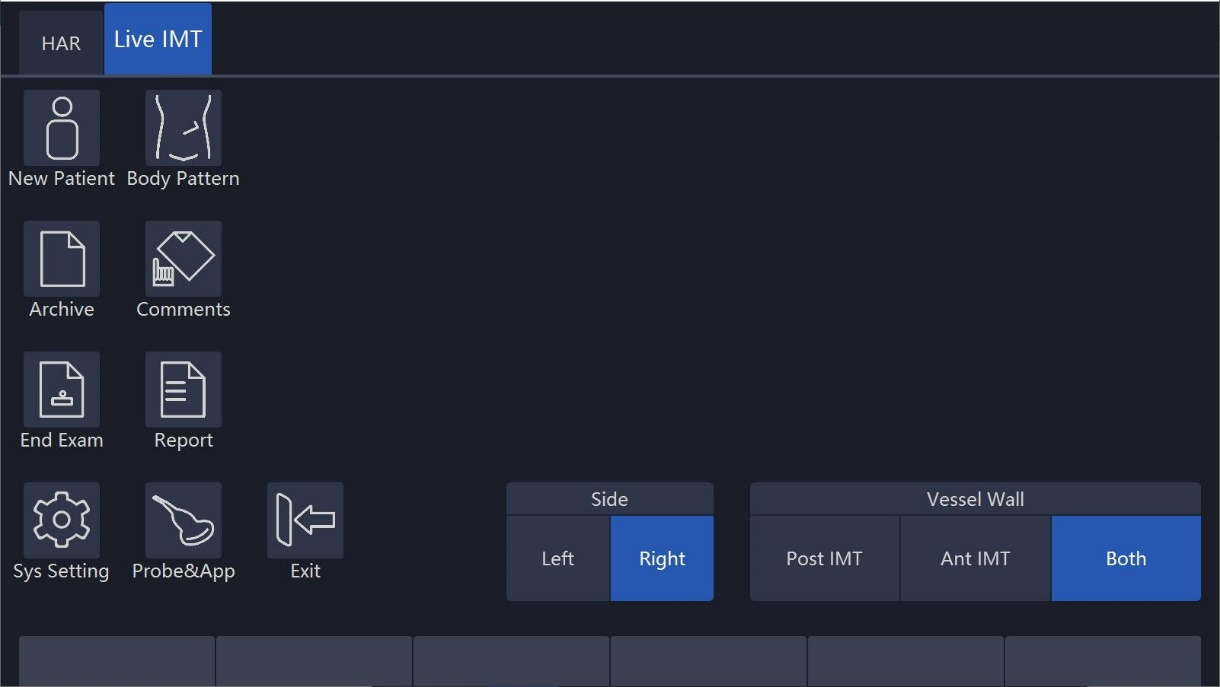 HAR
Live IMT
New Patient
Body Pattern
Archive
Comments
End Exam
Report
Sys Setting
Probe&App
Exit
Side
Left
Right
Vessel Wall
Post IMT
Ant IMT
Both